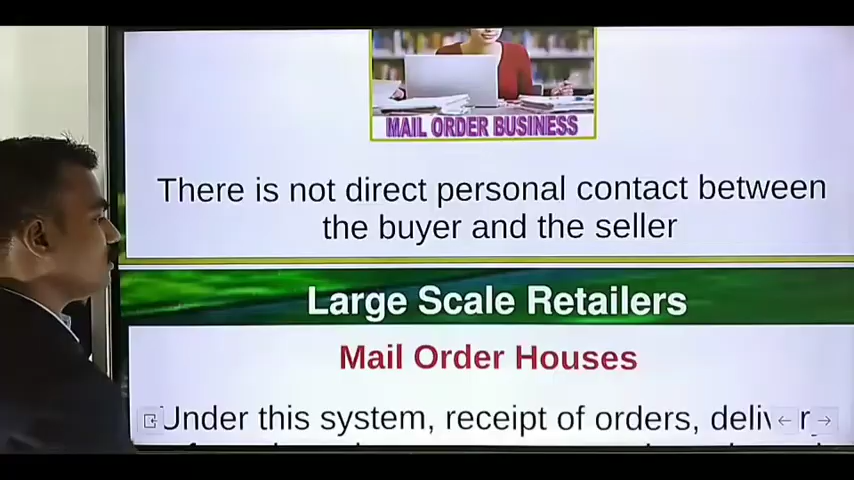 MAIL ORDER BUSINESS
There is not direct personal contact between
the buyer and the seller
Large Scale Retailers
Mail Order Houses
Under this system, receipt of orders,